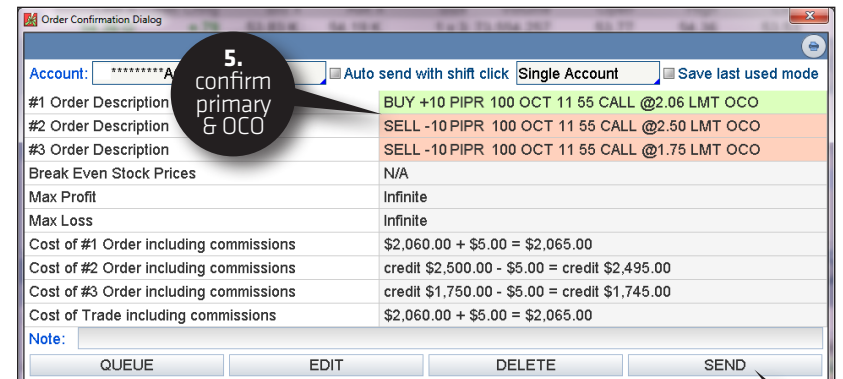 Order Confirmation Dialog
Account: *********A
Auto send with shift click Single Account Save last used mode
5.
confirm
primary
& OCO
#1 Order Description BUY +10 PIPR 100 OCT 11 55 CALL @2.06 LMT OCO
#2 Order Description SELL -10 PIPR 100 OCT 11 55 CALL @2.50 LMT OCO
#3 Order Description SELL -10 PIPR 100 OCT 11 55 CALL @1.75 LMT OCO
Break Even Stock Prices N/A
Max Profit Infinite
Max Loss Infinite
Cost of #1 Order including commissions $2,060.00 + $5.00 = $2,065.00
Cost of #2 Order including commissions credit $2,500.00 - $5.00 = credit $2,495.00
Cost of #3 Order including commissions credit $1,750.00 - $5.00 = credit $1,745.00
Cost of Trade including commissions $2,060.00 + $5.00 = $2,065.00
Note:
QUEUE EDIT DELETE SEND